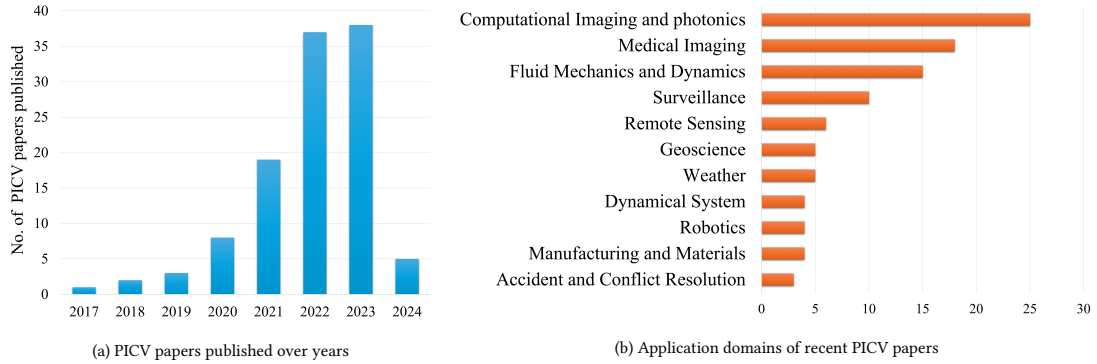 No. of PICV papers published
40
35
30
25
20
15
10
5
0
2017 2018 2019 2020 2021 2022 2023 2024
(a) PICV papers published over years
Computational Imaging and photonics
Medical Imaging
Fluid Mechanics and Dynamics
Surveillance
Remote Sensing
Geoscience
Weather
Dynamical System
Robotics
Manufacturing and Materials
Accident and Conflict Resolution
0 5 10 15 20 25 30
(b) Application domains of recent PICV papers